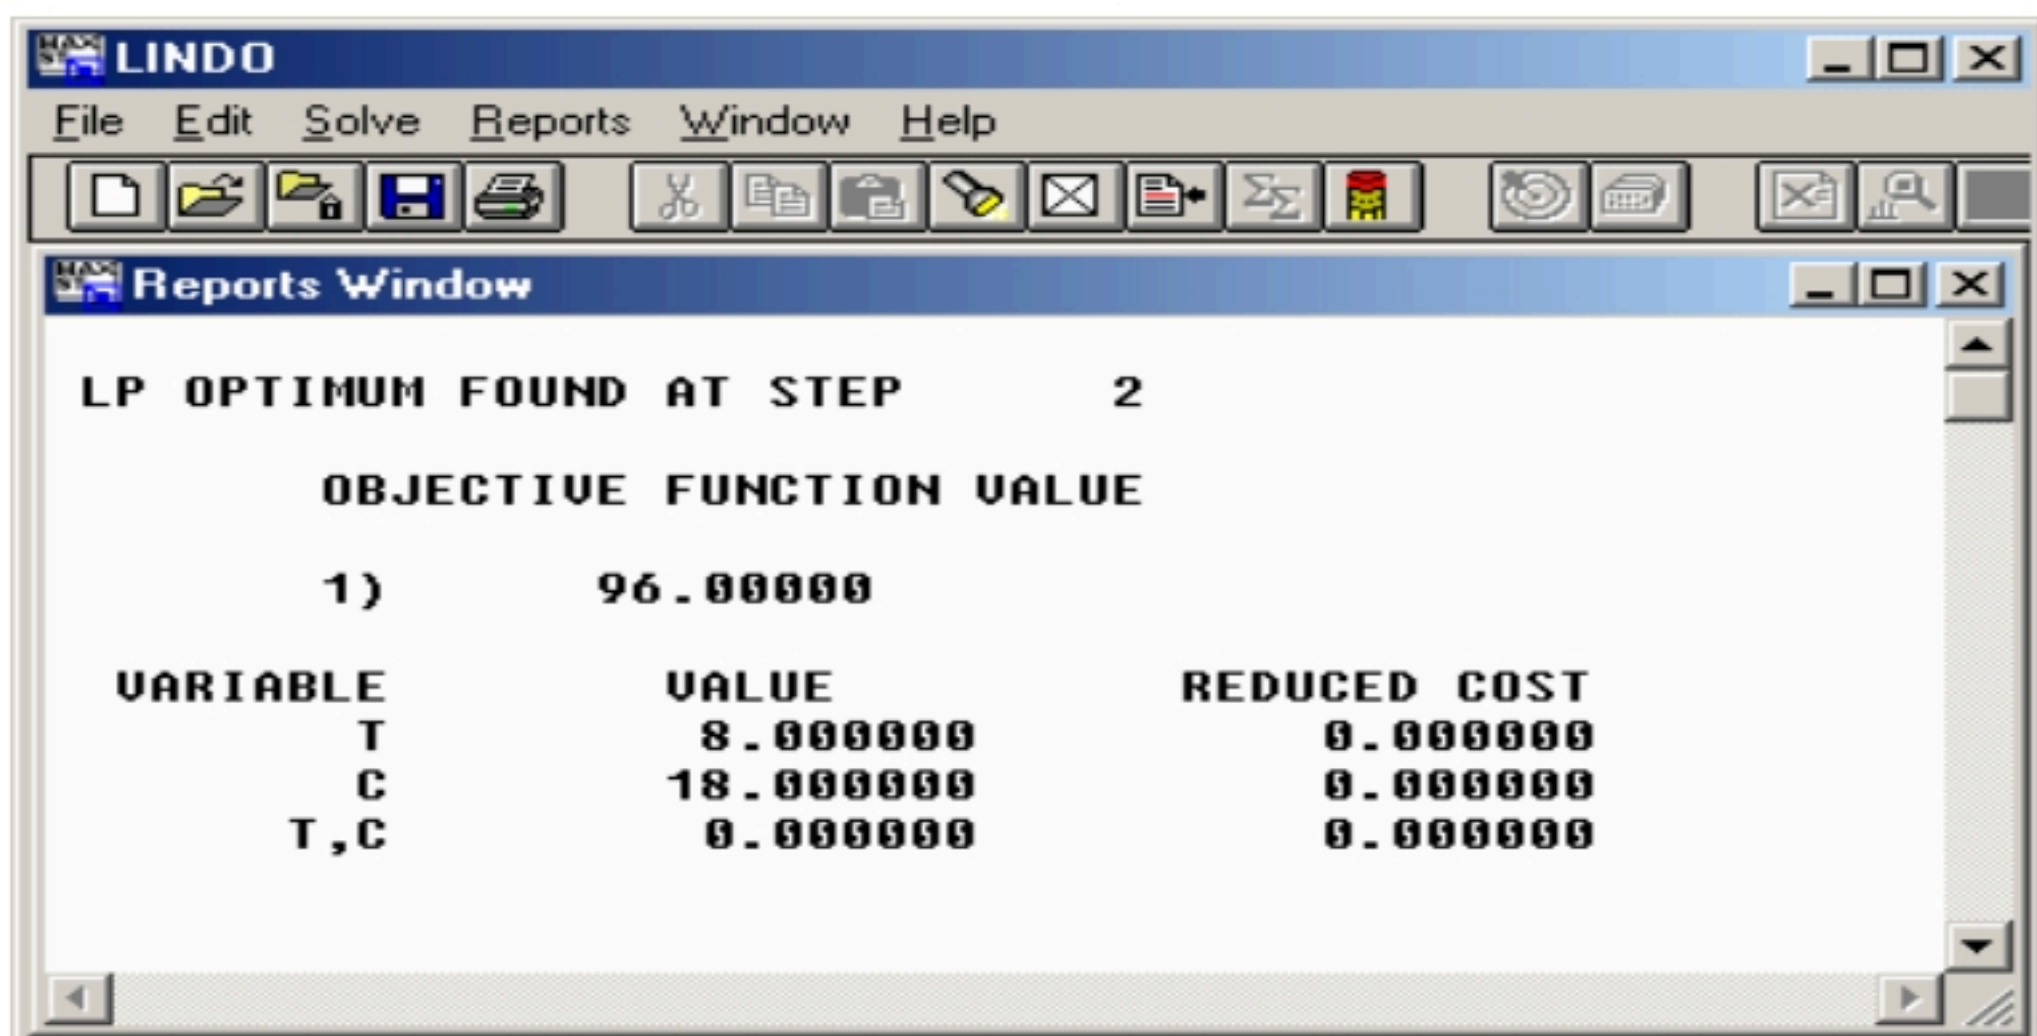 LINDO
File Edit Solve Reports Window Help
Reports Window
LP OPTIMUM FOUND AT STEP 2
OBJECTIVE FUNCTION VALUE
1) 96.00000
VARIABLE VALUE REDUCED COST
T 8.000000 0.000000
C 18.000000 0.000000
T,C 0.000000 0.000000